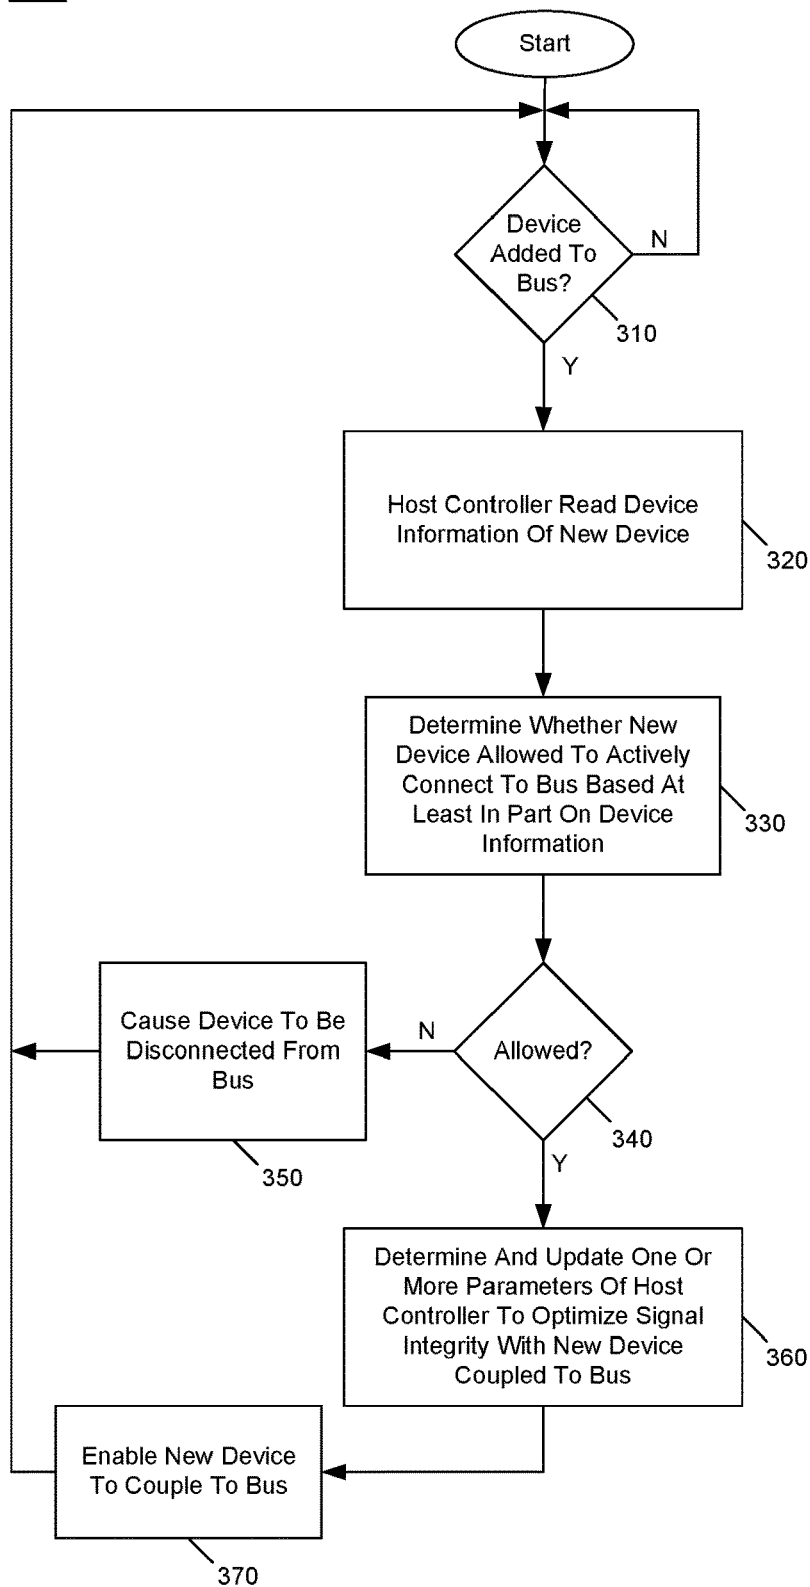 Start
Device
Added To
Bus?
N
310
Y
Host Controller Read Device
Information Of New Device
320
Determine Whether New
Device Allowed To Actively
Connect To Bus Based At
Least In Part On Device
Information
330
Cause Device To Be
Disconnected From
Bus
350
N
Allowed?
340
Y
Determine And Update One Or
More Parameters Of Host
Controller To Optimize Signal
Integrity With New Device
Coupled To Bus
360
Enable New Device
To Couple To Bus
370